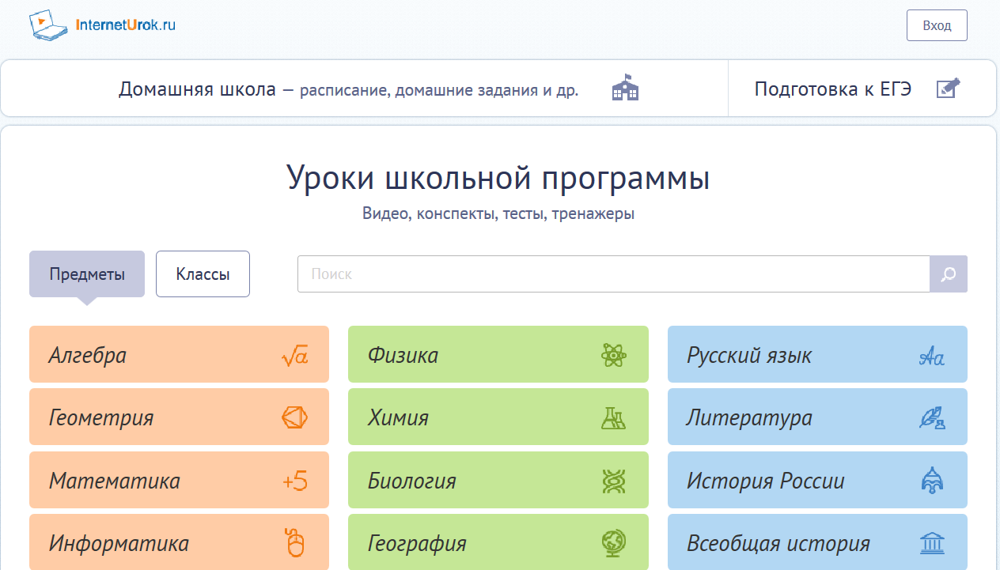 InternetUrok.ru
Вход
Домашняя школа — расписание, домашние задания и др.
Подготовка к ЕГЭ
Уроки школьной программы
Видео, конспекты, тесты, тренажеры
Предметы
Классы
Поиск
Алгебра √a
Физика
Русский язык Aa
Геометрия
Химия
Литература
Математика +5
Биология
История России
Информатика
География
Всеобщая история